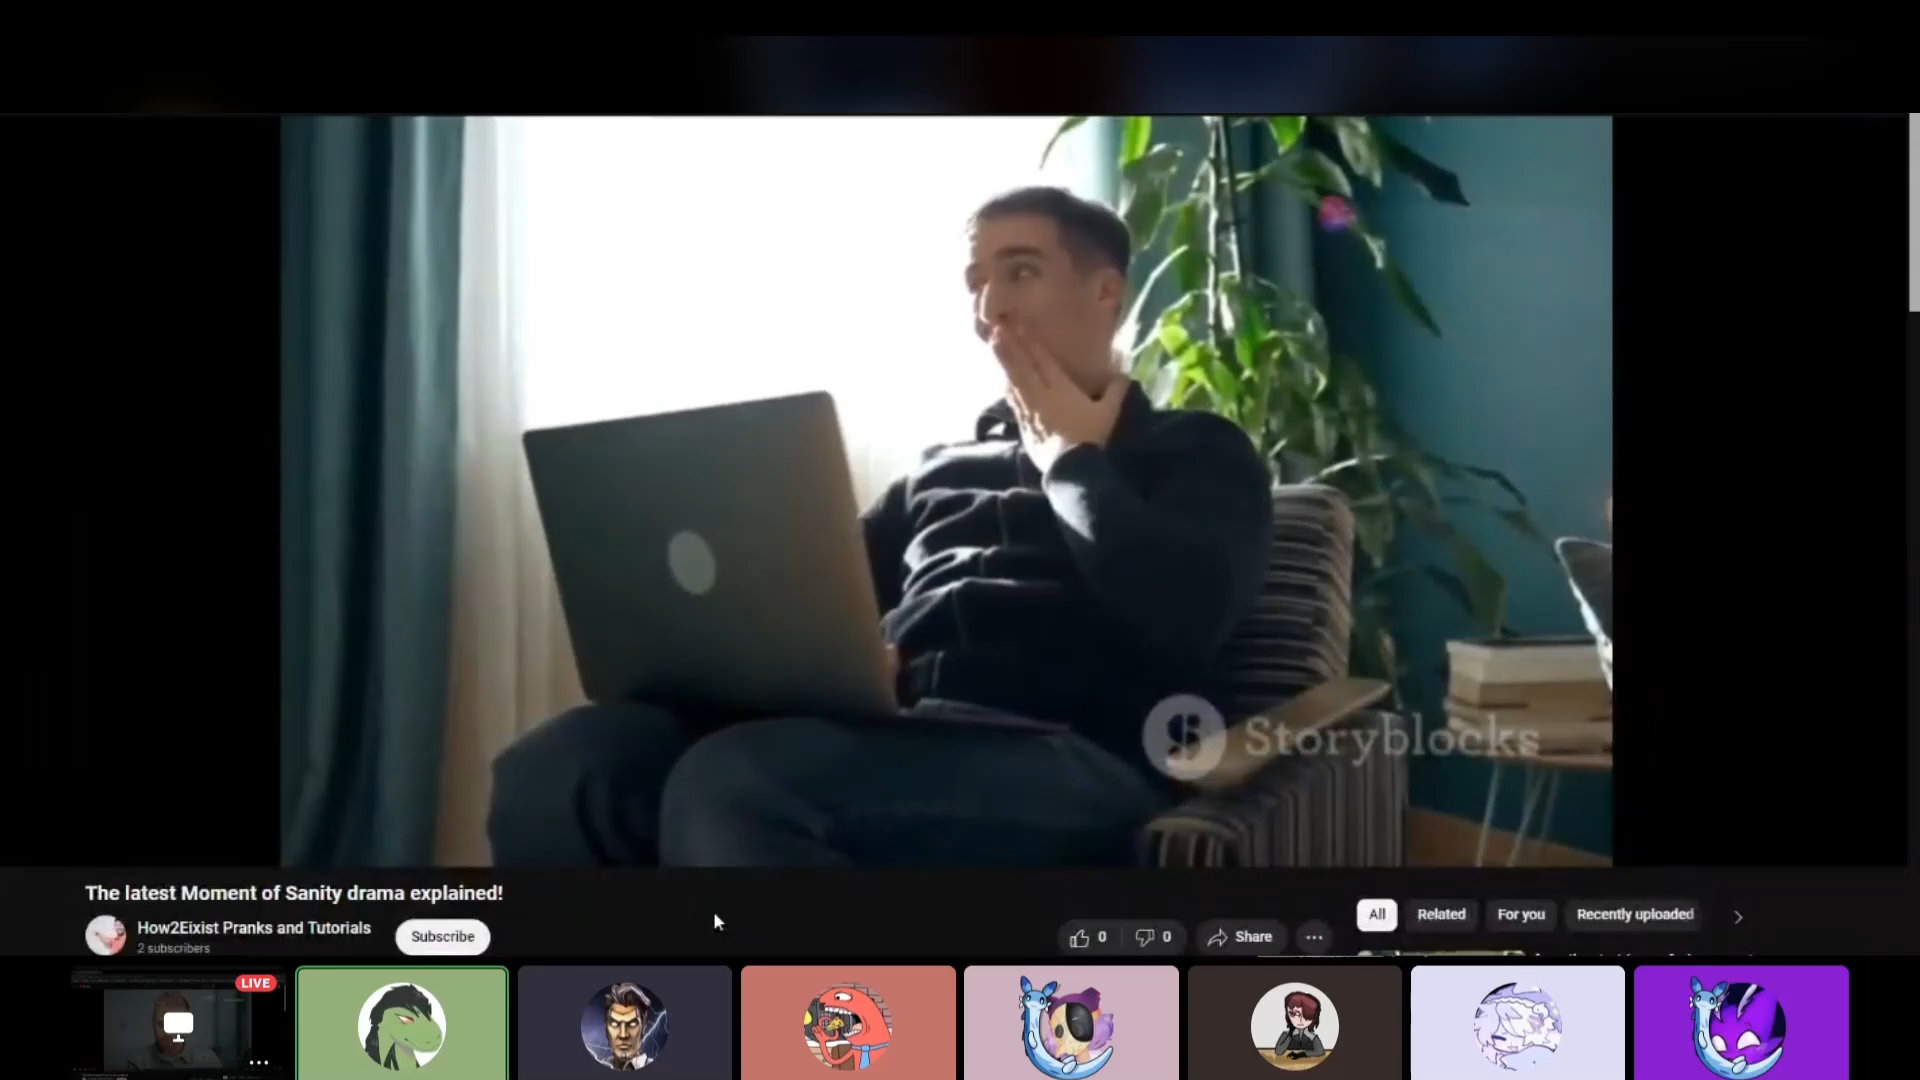 Storyblocks
The latest Moment of Sanity drama explained!
How2Eixist Pranks and Tutorials
2 subscribers
Subscribe
0
0
Share
All
Related
For you
Recently uploaded
LIVE